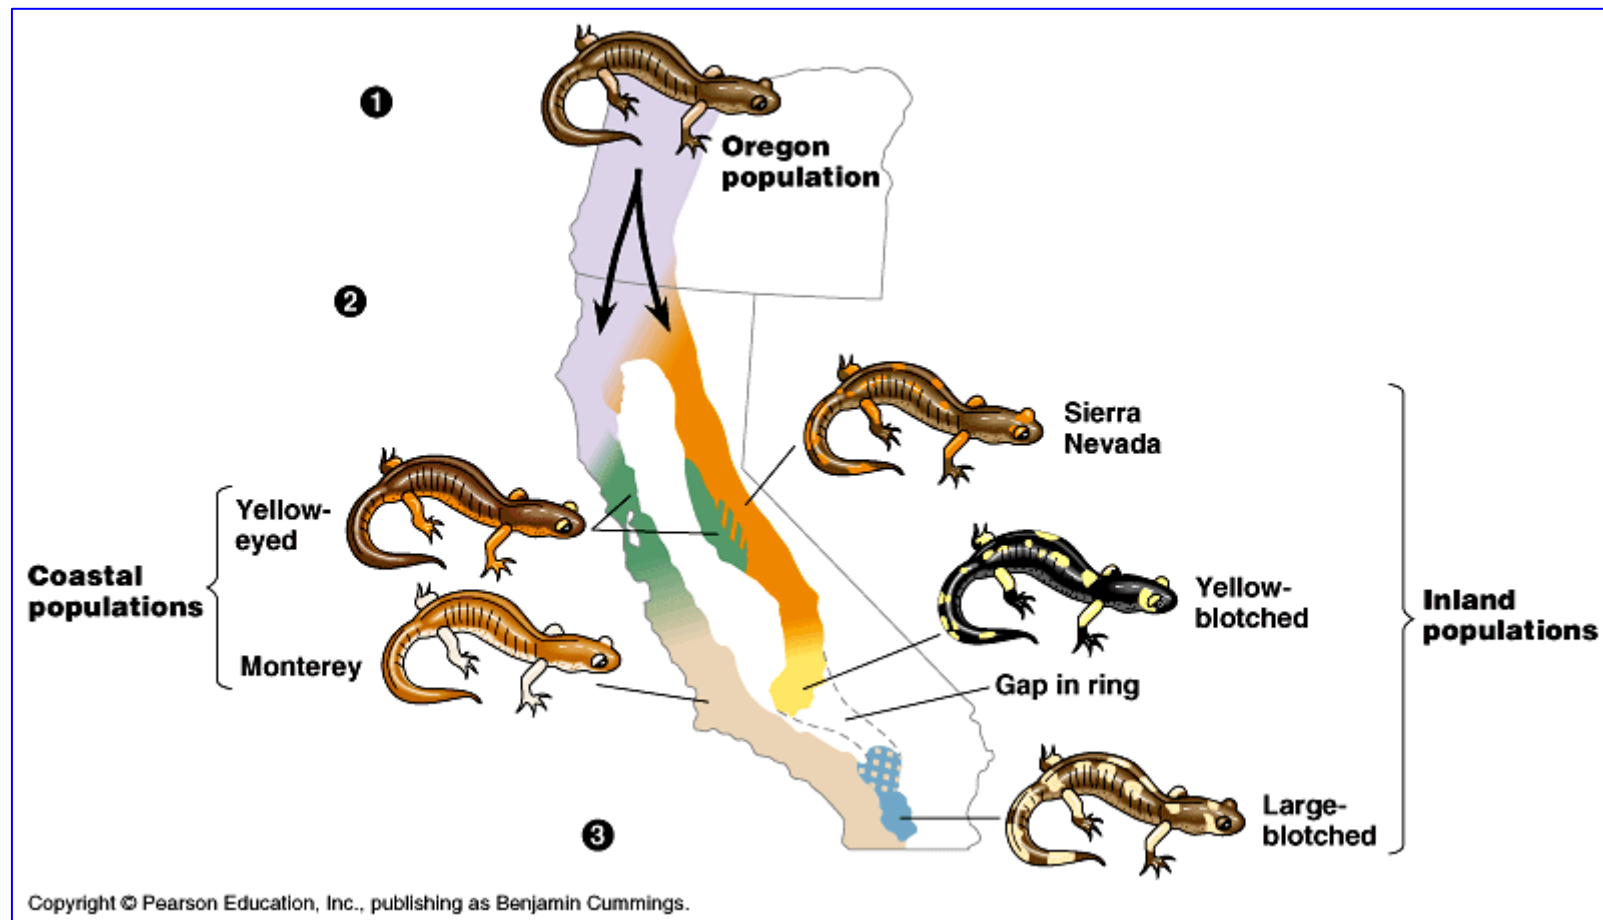 1
Oregon
population
2
Sierra
Nevada
Yellow-
eyed
Coastal
populations
Yellow-
blotched
Inland
populations
Monterey
Gap in ring
Large-
blotched
3
Copyright © Pearson Education, Inc., publishing as Benjamin Cummings.